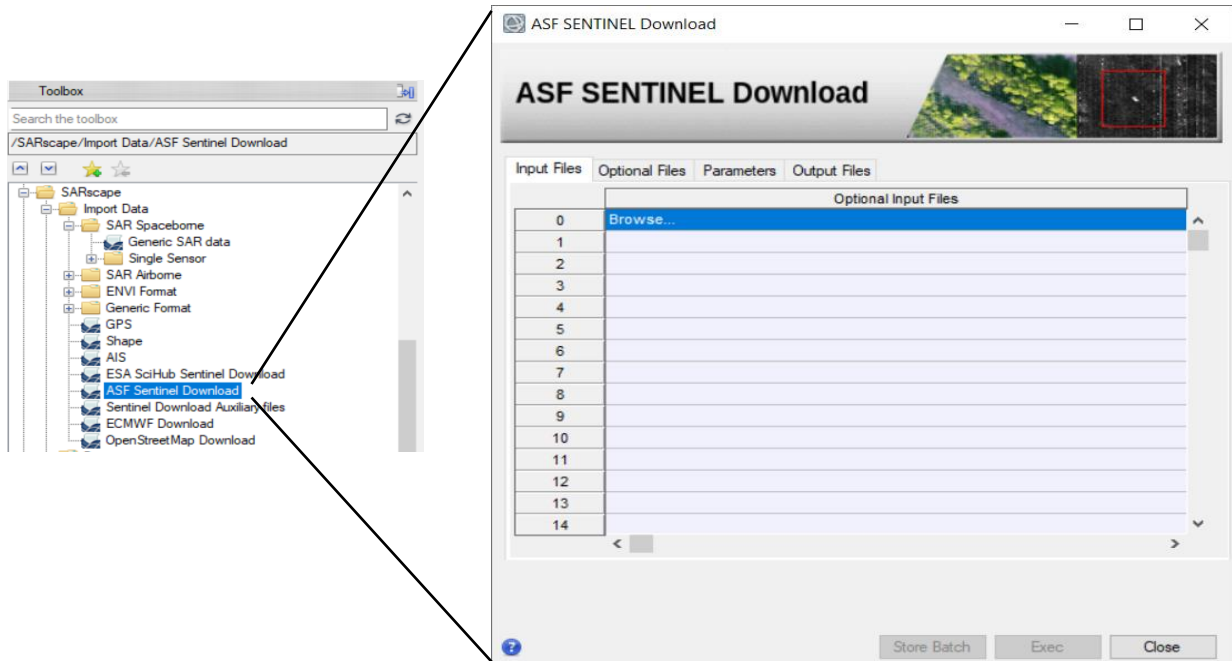 Toolbox
Search the toolbox
/SARscape/Import Data/ASF Sentinel Download
SARscape
Import Data
SAR Spaceborne
Generic SAR data
Single Sensor
SAR Airborne
ENVI Format
Generic Format
GPS
Shape
AIS
ESA SciHub Sentinel Download
ASF Sentinel Download
Sentinel Download Auxiliary files
ECMWF Download
OpenStreetMap Download
ASF SENTINEL Download
ASF SENTINEL Download
Input Files Optional Files Parameters Output Files
Optional Input Files
0 Browse...
1
2
3
4
5
6
7
8
9
10
11
12
13
14
Store Batch Exec Close